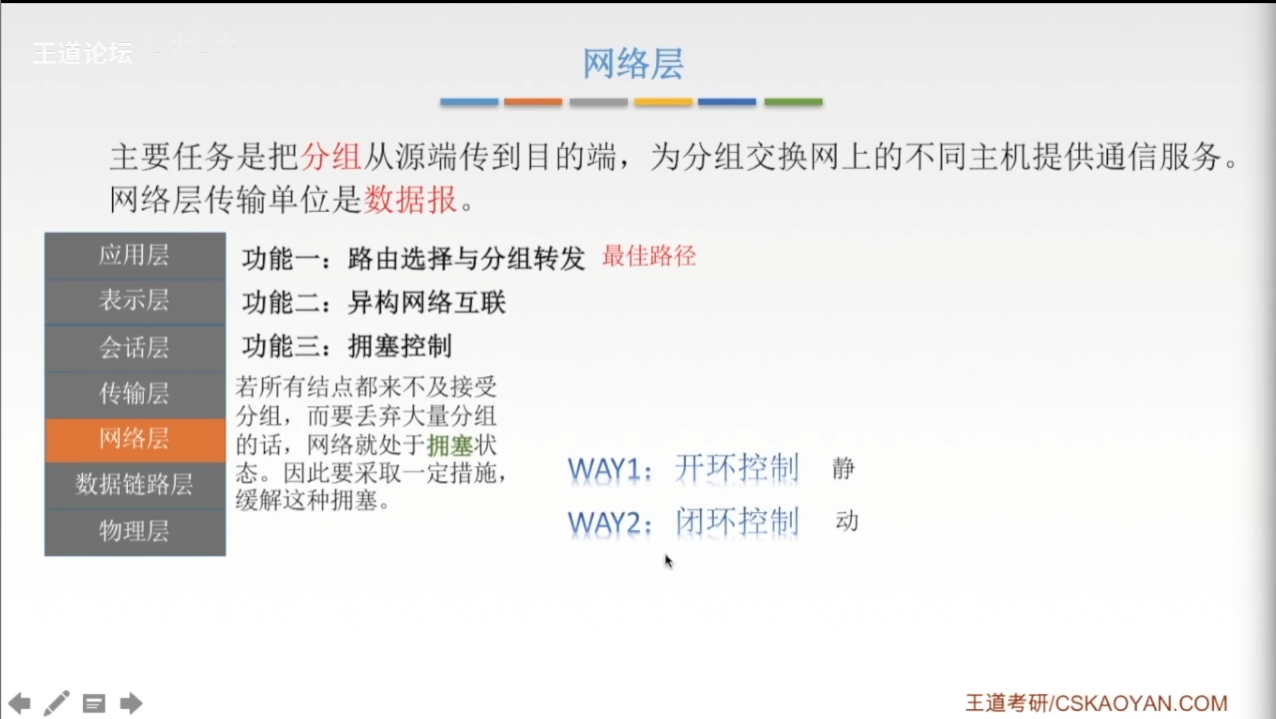 王道论坛
网络层
主要任务是把分组从源端传到目的端，为分组交换网上的不同主机提供通信服务。
网络层传输单位是数据报。
应用层
表示层
会话层
传输层
网络层
数据链路层
物理层
功能一：路由选择与分组转发 最佳路径
功能二：异构网络互联
功能三：拥塞控制
若所有结点都来不及接受
分组，而要丢弃大量分组
的话，网络就处于拥塞状
态。因此要采取一定措施，
缓解这种拥塞。
WAY1：开环控制 静
WAY2：闭环控制 动
王道考研/CSKAOYAN.COM